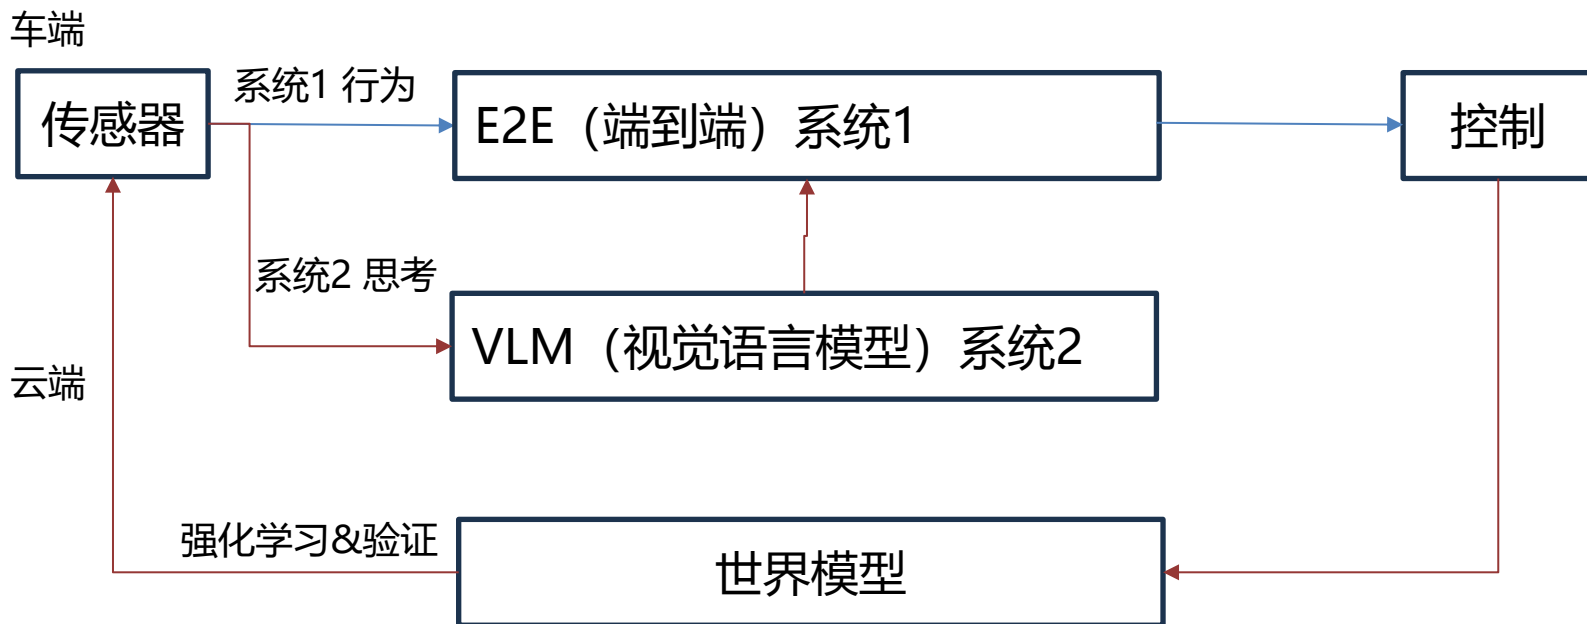 车端
传感器
系统1 行为
E2E（端到端）系统1
控制
系统2 思考
VLM（视觉语言模型）系统2
云端
强化学习&验证
世界模型